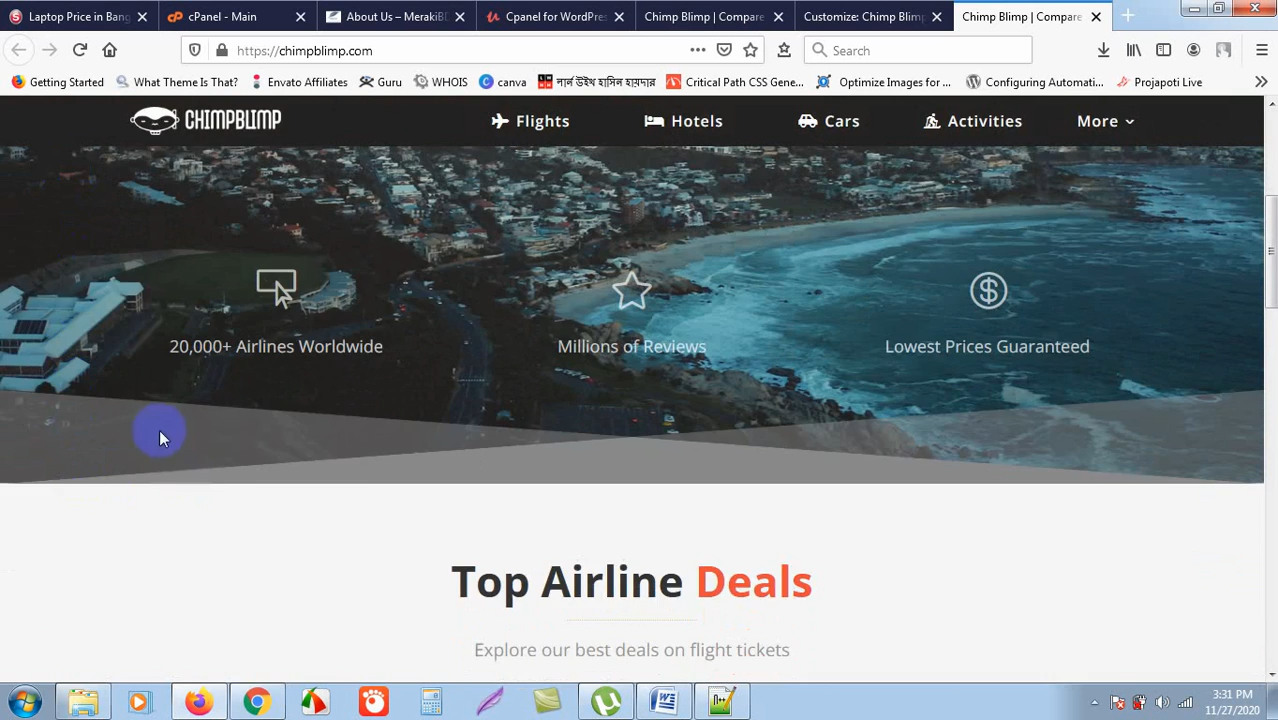 Laptop Price in Bang
cPanel - Main
About Us – MerakiBD
Cpanel for WordPres
Chimp Blimp | Compare
Customize: Chimp Blimp
Chimp Blimp | Compare
https://chimpblimp.com
Search
Getting Started
What Theme Is That?
Envato Affiliates
Guru
WHOIS
canva
লার্ন উইথ হাসিন হায়দার
Critical Path CSS Gene...
Optimize Images for ...
Configuring Automati...
Projapoti Live
CHIMPBLIMP
Flights
Hotels
Cars
Activities
More
20,000+ Airlines Worldwide
Millions of Reviews
Lowest Prices Guaranteed
Top Airline Deals
Explore our best deals on flight tickets
3:31 PM
11/27/2020